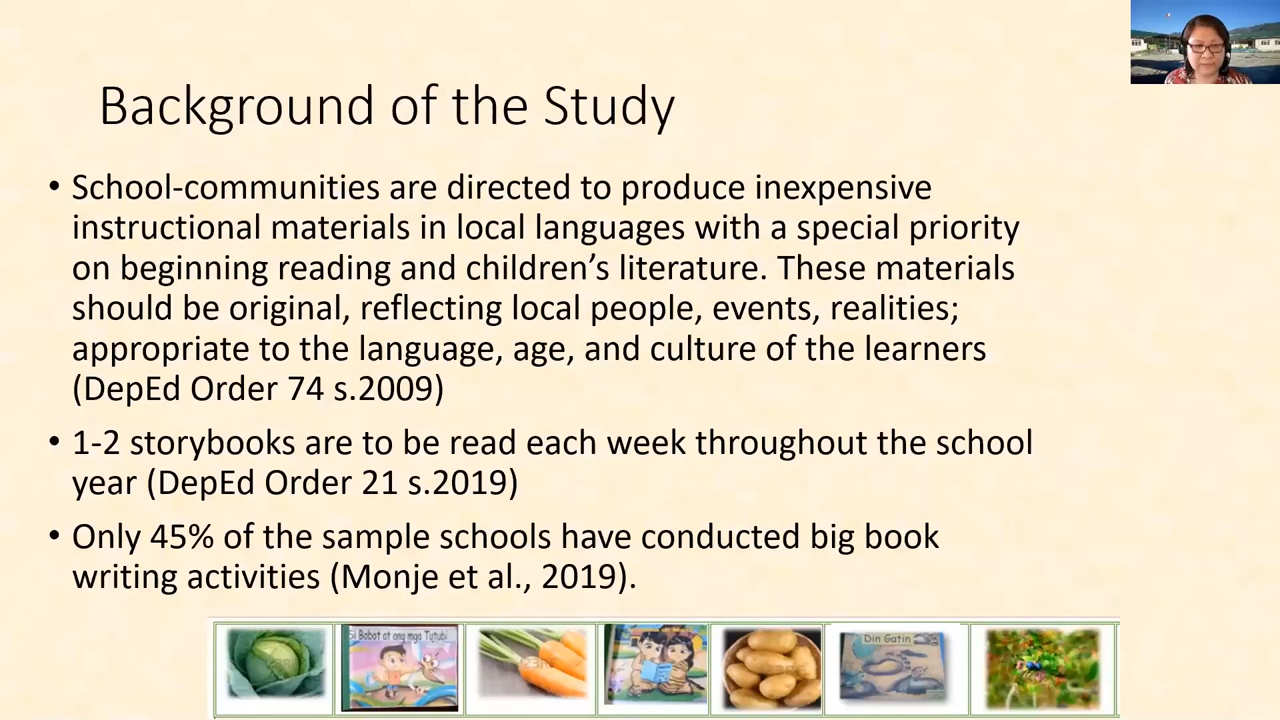 Background of the Study
• School-communities are directed to produce inexpensive
instructional materials in local languages with a special priority
on beginning reading and children’s literature. These materials
should be original, reflecting local people, events, realities;
appropriate to the language, age, and culture of the learners
(DepEd Order 74 s.2009)
• 1-2 storybooks are to be read each week throughout the school
year (DepEd Order 21 s.2019)
• Only 45% of the sample schools have conducted big book
writing activities (Monje et al., 2019).
Si Babat at ang mga Tutubi
Din Gatin